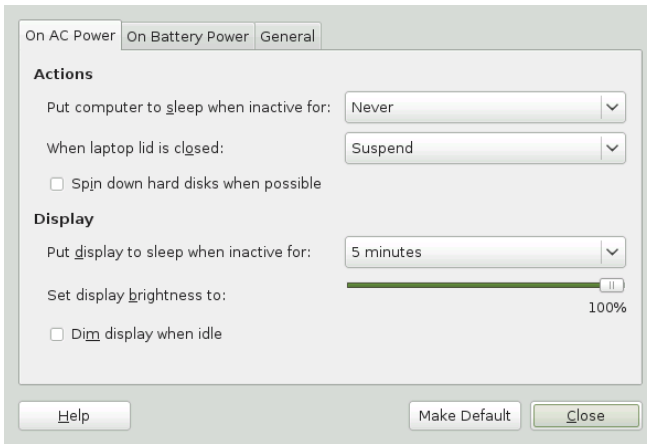 On AC Power On Battery Power General
Actions
Put computer to sleep when inactive for: Never
When laptop lid is closed: Suspend
Spin down hard disks when possible
Display
Put display to sleep when inactive for: 5 minutes
Set display brightness to:
100%
Dim display when idle
Help Make Default Close